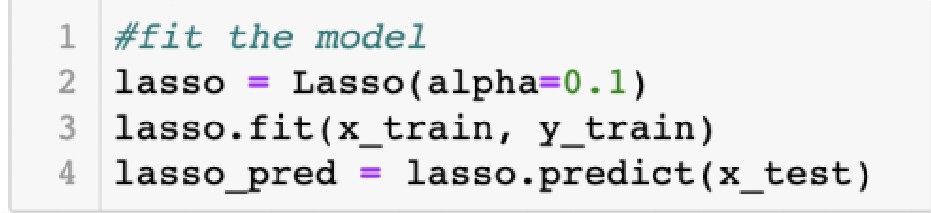 1 #fit the model
2 lasso = Lasso(alpha=0.1)
3 lasso.fit(x_train, y_train)
4 lasso_pred = lasso.predict(x_test)